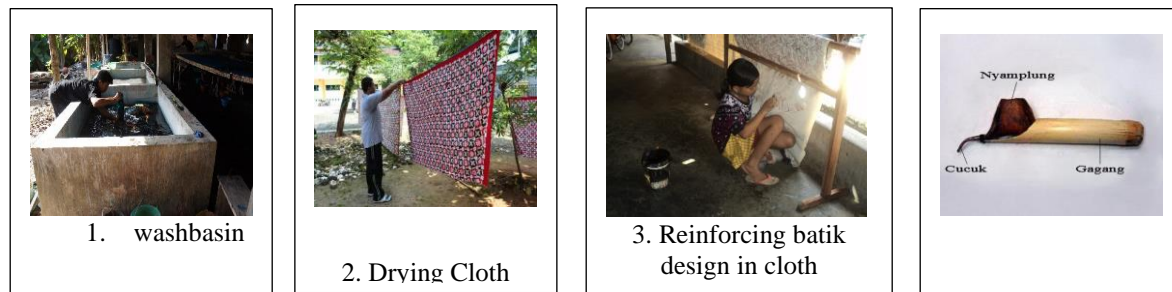 1. washbasin
2. Drying Cloth
3. Reinforcing batik
design in cloth
Nyamplung
Cucuk
Gagang